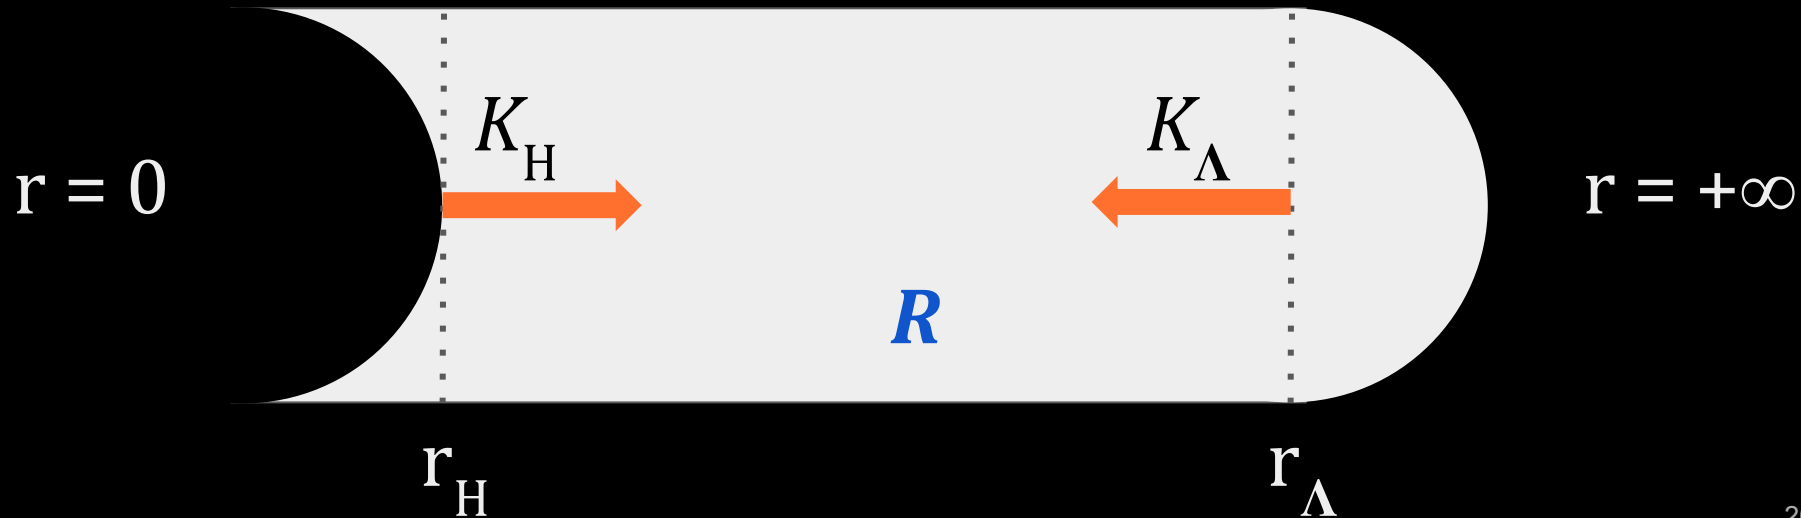 K_H
K_Λ
r = 0
r = +∞
R
r_H
r_Λ